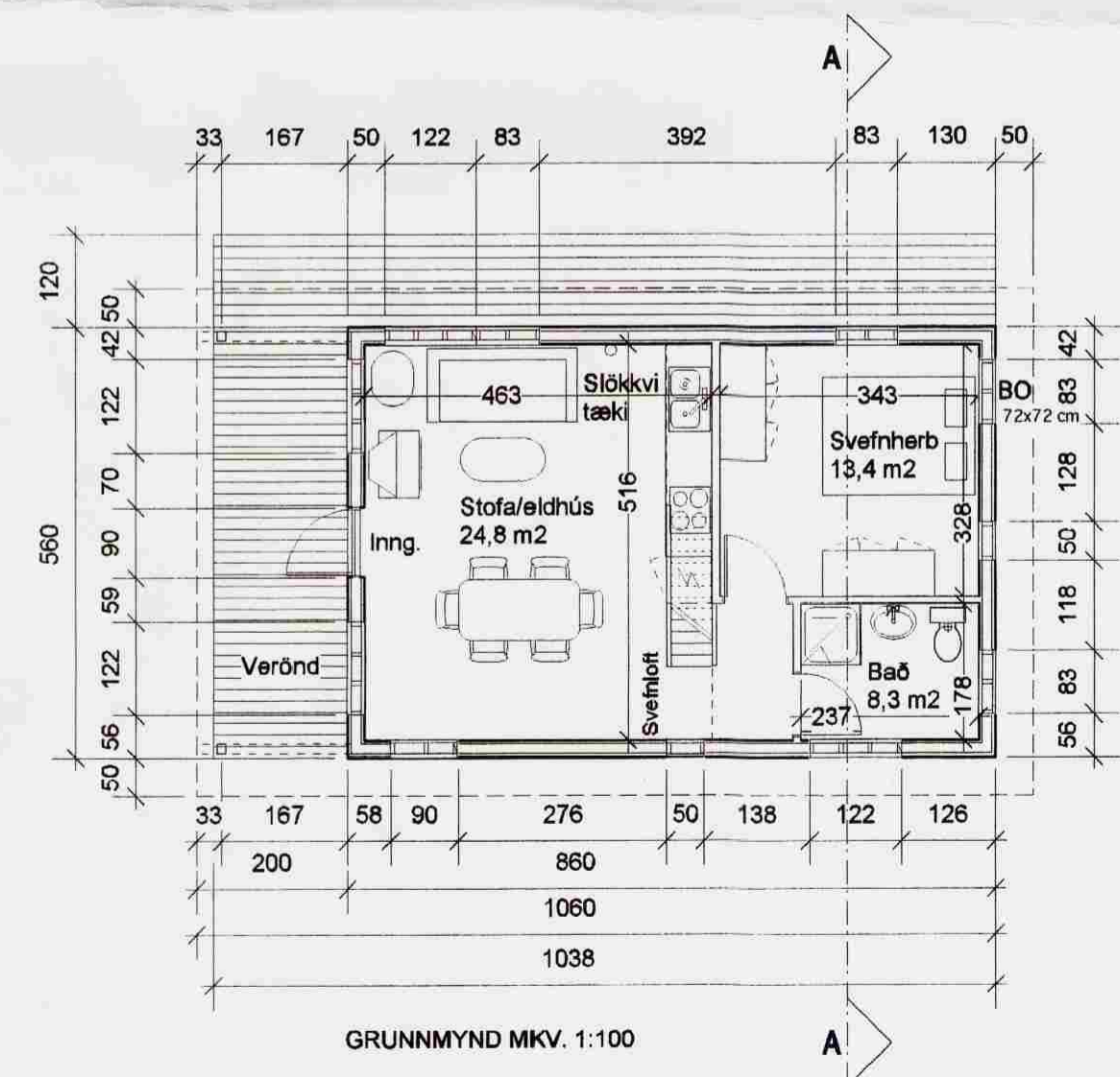 A
33 167 50 122 83 392 83 130 50
120
50
42
122
70
90
59
122
56
50
560
42
83
128
50
118
83
56
BO
72x72 cm
463
Slökkvi
tæki
343
Svefnherb
13,4 m2
516
328
Stofa/eldhús
24,8 m2
Inng.
Verönd
Svefnloft
Bað
8,3 m2
237
178
33 167 58 90 276 50 138 122 126
200 860
1060
1038
GRUNNMYND MKV. 1:100
A